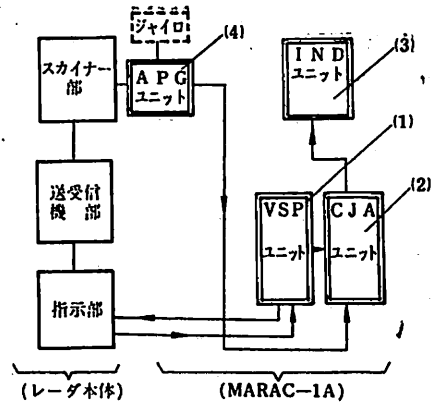 ジャイロ
(4)
スカイナー
部
APG
ユニット
IND
ユニット
(3)
(1)
送受信
機部
VSP
ユニット
CJA
ユニット
(2)
指示部
(レーダ本体)
(MARAC-1A)